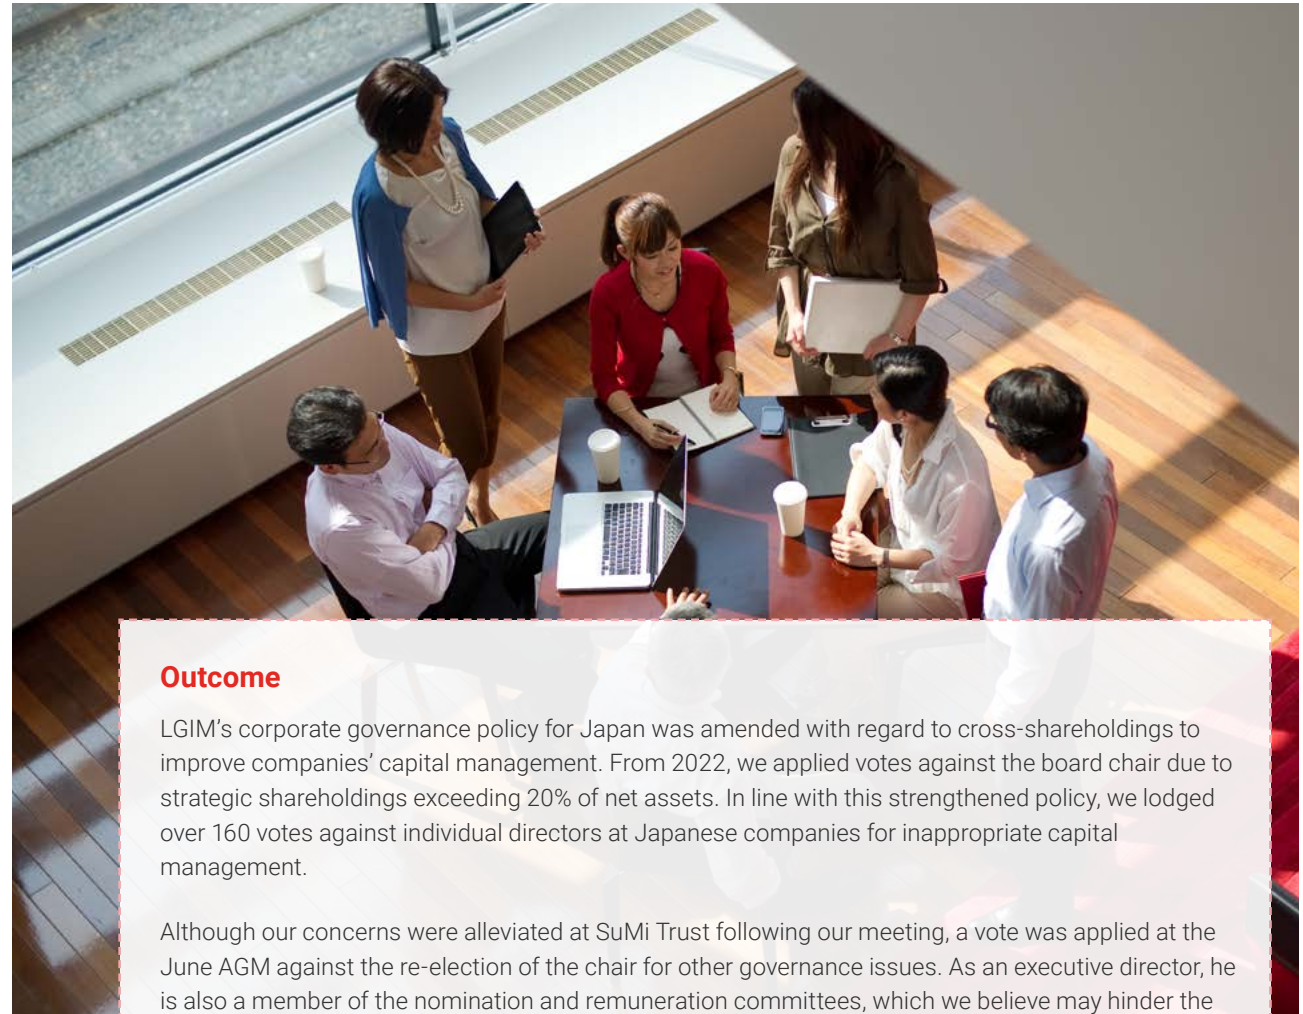 Outcome
LGIM’s corporate governance policy for Japan was amended with regard to cross-shareholdings to
improve companies’ capital management. From 2022, we applied votes against the board chair due to
strategic shareholdings exceeding 20% of net assets. In line with this strengthened policy, we lodged
over 160 votes against individual directors at Japanese companies for inappropriate capital
management.
Although our concerns were alleviated at SuMi Trust following our meeting, a vote was applied at the
June AGM against the re-election of the chair for other governance issues. As an executive director, he
is also a member of the nomination and remuneration committees, which we believe may hinder the